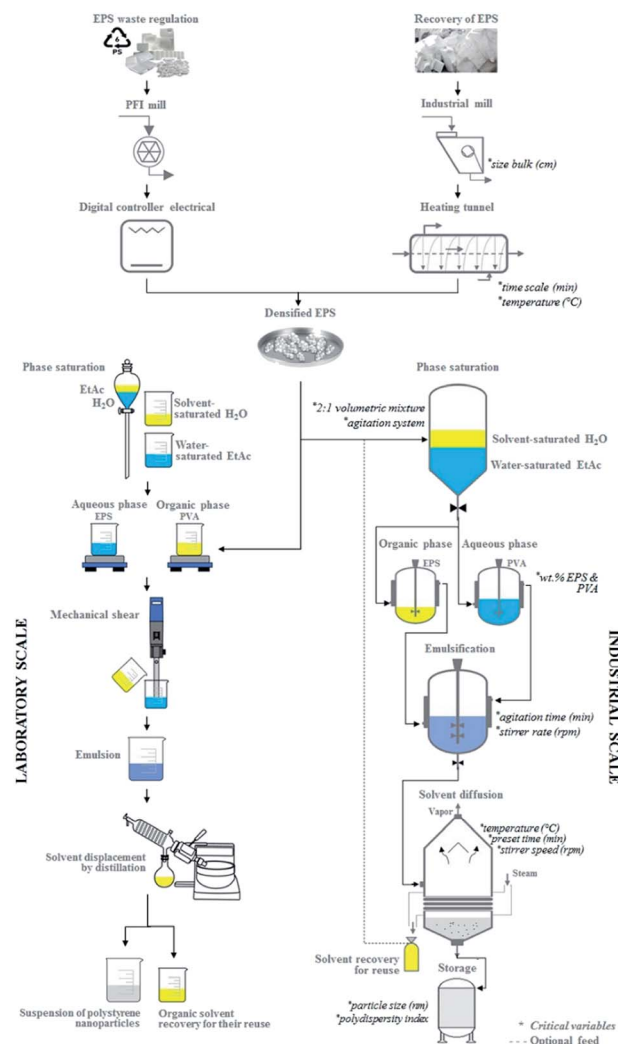 EPS waste regulation
6
PS
PFI mill
Digital controller electrical
Recovery of EPS
Industrial mill
*size bulk (cm)
Heating tunnel
*time scale (min)
*temperature (°C)
Densified EPS
Phase saturation
EtAc
H₂O
Solvent-
saturated H₂O
Water-
saturated EtAc
Aqueous phase
EPS
Organic phase
PVA
Mechanical shear
Emulsion
Solvent displacement
by distillation
Suspension of polystyrene
nanoparticles
Organic solvent
recovery for their reuse
LABORATORY SCALE
Phase saturation
*2:1 volumetric mixture
*agitation system
Solvent-saturated H₂O
Water-saturated EtAc
Organic phase
EPS
Aqueous phase
PVA
*wt.% EPS &
PVA
Emulsification
*agitation time (min)
*stirrer rate (rpm)
Solvent diffusion
Vapor
*temperature (°C)
*preset time (min)
*stirrer speed (rpm)
Steam
Solvent recovery
for reuse
Storage
*particle size (nm)
*polydispersity index
INDUSTRIAL SCALE
* Critical variables
--- Optional feed